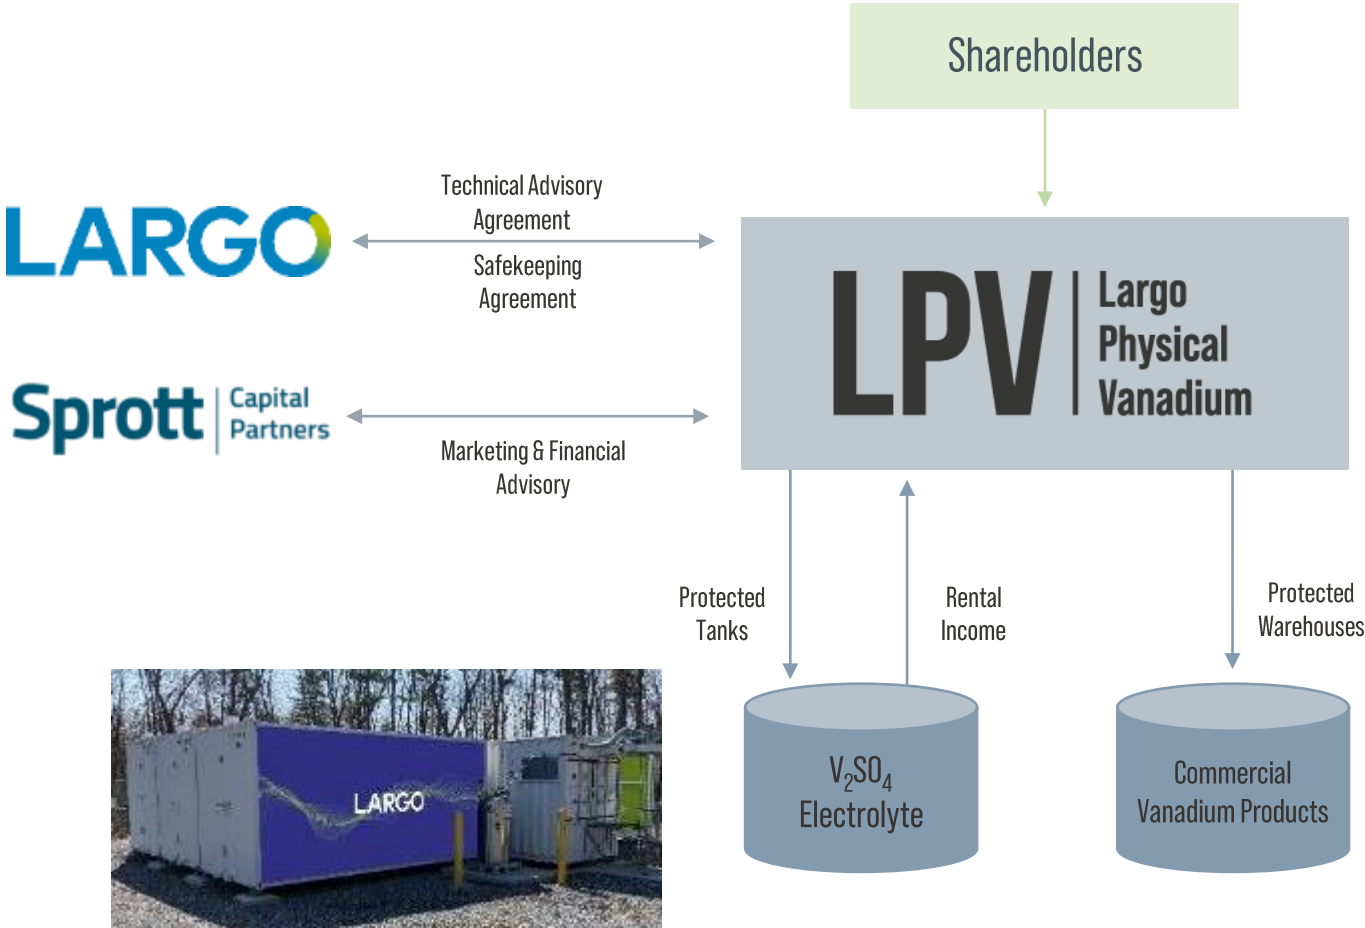 Shareholders
Technical Advisory
Agreement
LARGO
Safekeeping
Agreement
LPV
Largo
Physical
Vanadium
Sprott
Capital
Partners
Marketing & Financial
Advisory
Protected
Tanks
Rental
Income
Protected
Warehouses
LARGO
V₂SO₄
Electrolyte
Commercial
Vanadium Products